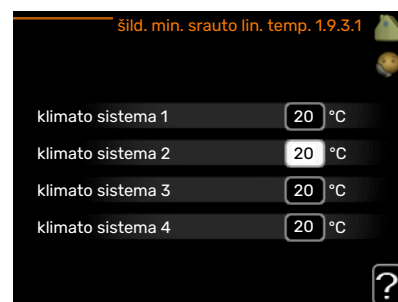 šild. min. srauto lin. temp. 1.9.3.1
klimato sistema 1 20 °C
klimato sistema 2 20 °C
klimato sistema 3 20 °C
klimato sistema 4 20 °C
?